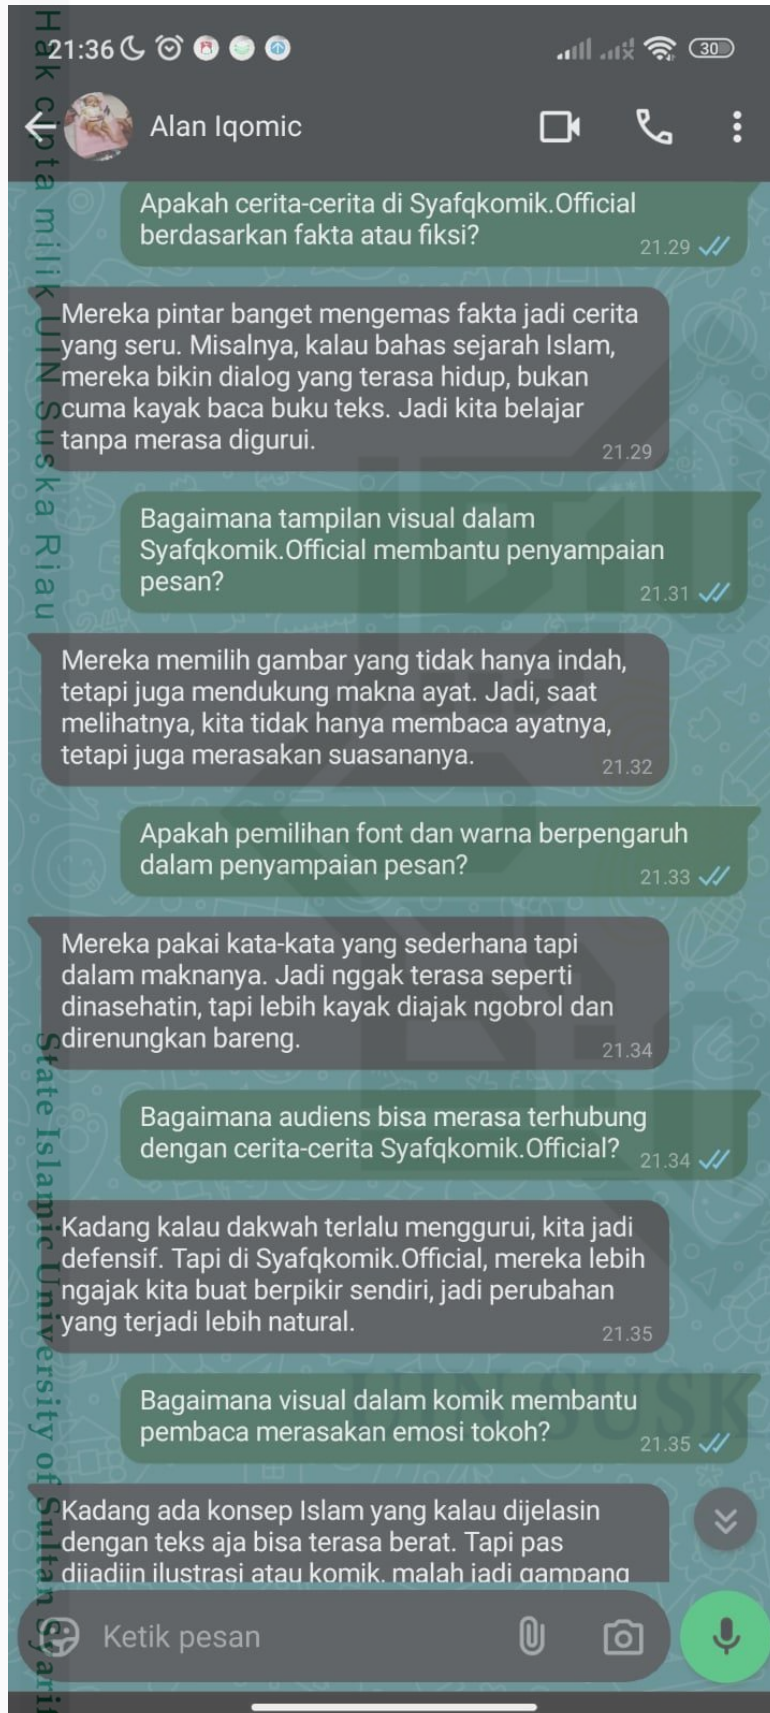 21:36
30
Alan Iqomic
Apakah cerita-cerita di Syafqkomik.Official
berdasarkan fakta atau fiksi?
21.29
Mereka pintar banget mengemas fakta jadi cerita
yang seru. Misalnya, kalau bahas sejarah Islam,
mereka bikin dialog yang terasa hidup, bukan
cuma kayak baca buku teks. Jadi kita belajar
tanpa merasa digurui.
21.29
Bagaimana tampilan visual dalam
Syafqkomik.Official membantu penyampaian
pesan?
21.31
Mereka memilih gambar yang tidak hanya indah,
tetapi juga mendukung makna ayat. Jadi, saat
melihatnya, kita tidak hanya membaca ayatnya,
tetapi juga merasakan suasananya.
21.32
Apakah pemilihan font dan warna berpengaruh
dalam penyampaian pesan?
21.33
Mereka pakai kata-kata yang sederhana tapi
dalam maknanya. Jadi nggak terasa seperti
dinasehatin, tapi lebih kayak diajak ngobrol dan
direnungkan bareng.
21.34
Bagaimana audiens bisa merasa terhubung
dengan cerita-cerita Syafqkomik.Official?
21.34
Kadang kalau dakwah terlalu menggurui, kita jadi
defensif. Tapi di Syafqkomik.Official, mereka lebih
ngajak kita buat berpikir sendiri, jadi perubahan
yang terjadi lebih natural.
21.35
Bagaimana visual dalam komik membantu
pembaca merasakan emosi tokoh?
21.35
Kadang ada konsep Islam yang kalau dijelasin
dengan teks aja bisa terasa berat. Tapi pas
dijadiin ilustrasi atau komik, malah jadi gampang
Ketik pesan
Hak cipta milik UIN Suska Riau
State Islamic University of Sultan Syarif
UIN SUSK